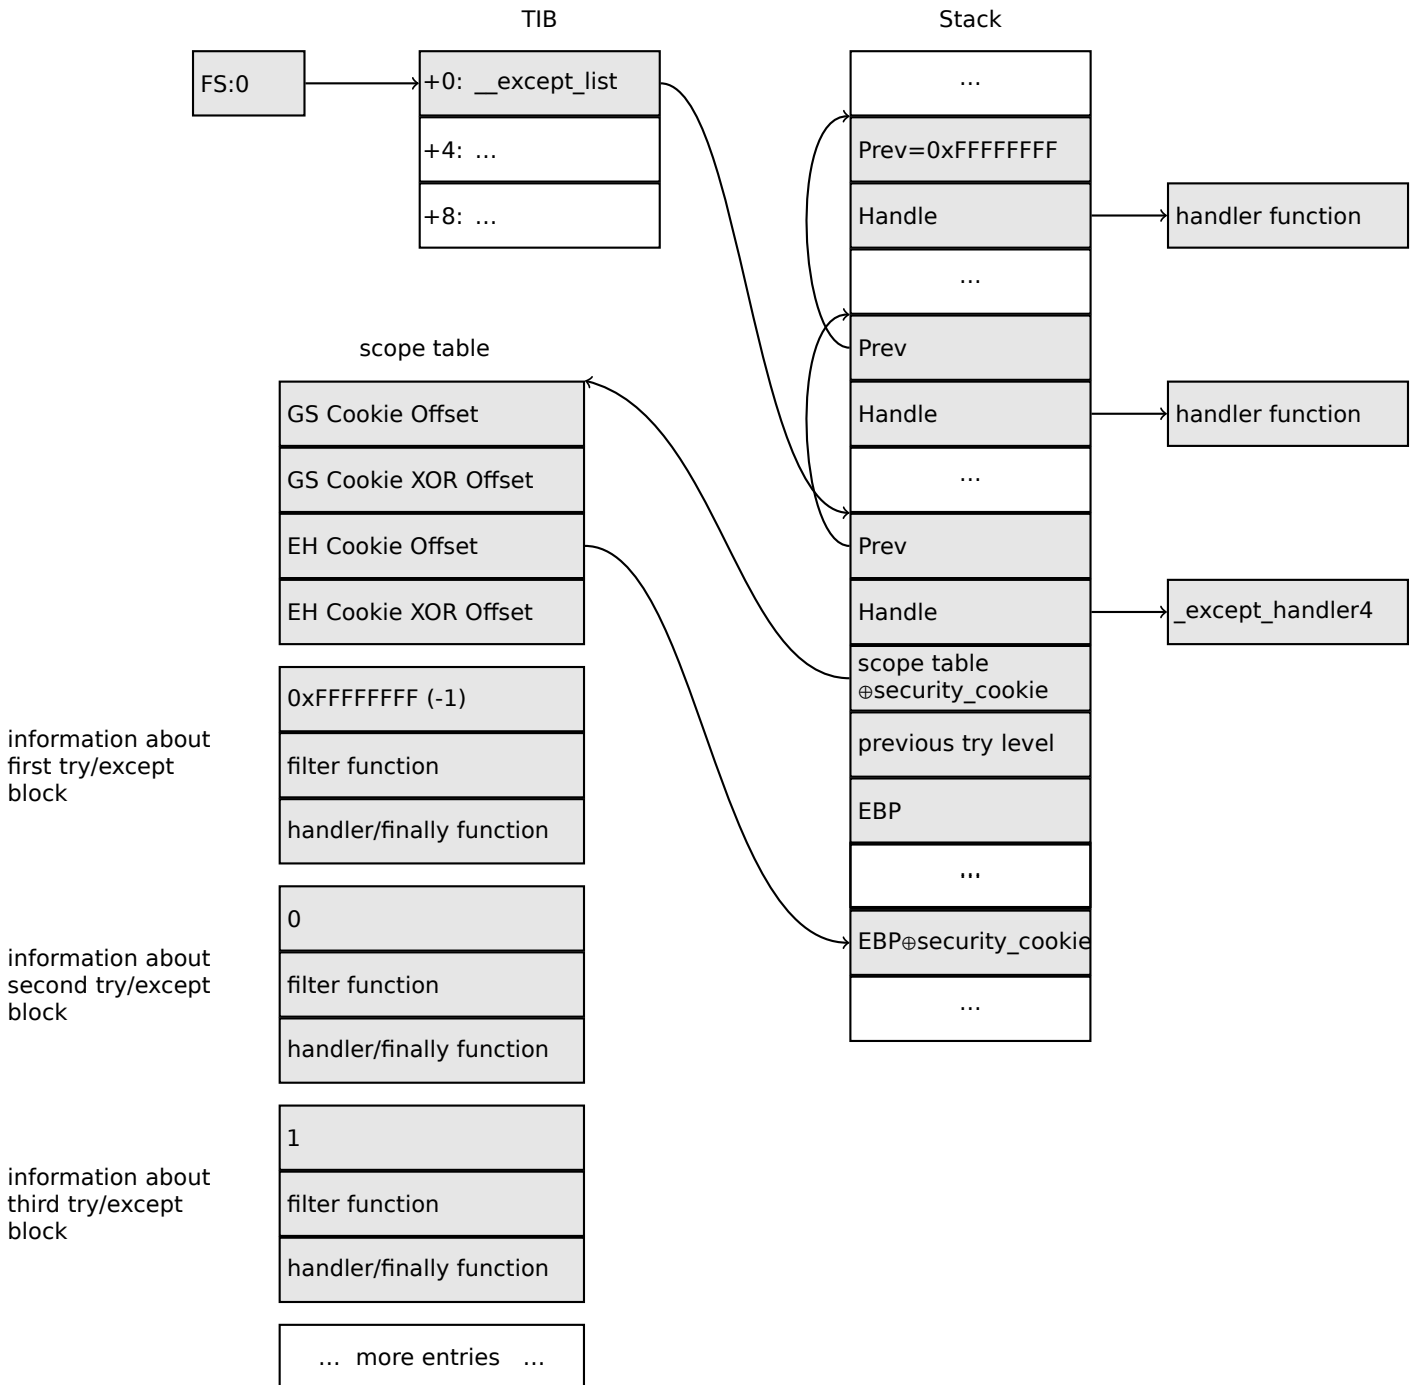 TIB
Stack
FS:0
+0: __except_list
+4: ...
+8: ...
...
Prev=0xFFFFFFFF
Handle
handler function
...
Prev
Handle
handler function
...
Prev
Handle
_except_handler4
scope table
⊕security_cookie
previous try level
EBP
...
EBP⊕security_cookie
...
scope table
GS Cookie Offset
GS Cookie XOR Offset
EH Cookie Offset
EH Cookie XOR Offset
information about
first try/except
block
0xFFFFFFFF (-1)
filter function
handler/finally function
information about
second try/except
block
0
filter function
handler/finally function
information about
third try/except
block
1
filter function
handler/finally function
... more entries ...